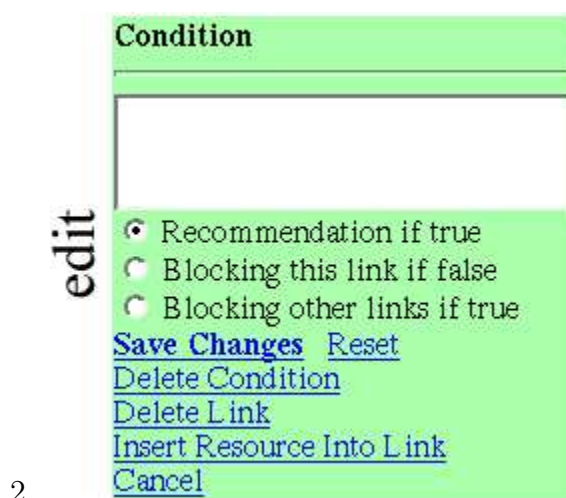 Condition
edit
Recommendation if true
Blocking this link if false
Blocking other links if true
Save Changes Reset
Delete Condition
Delete Link
Insert Resource Into Link
Cancel
2